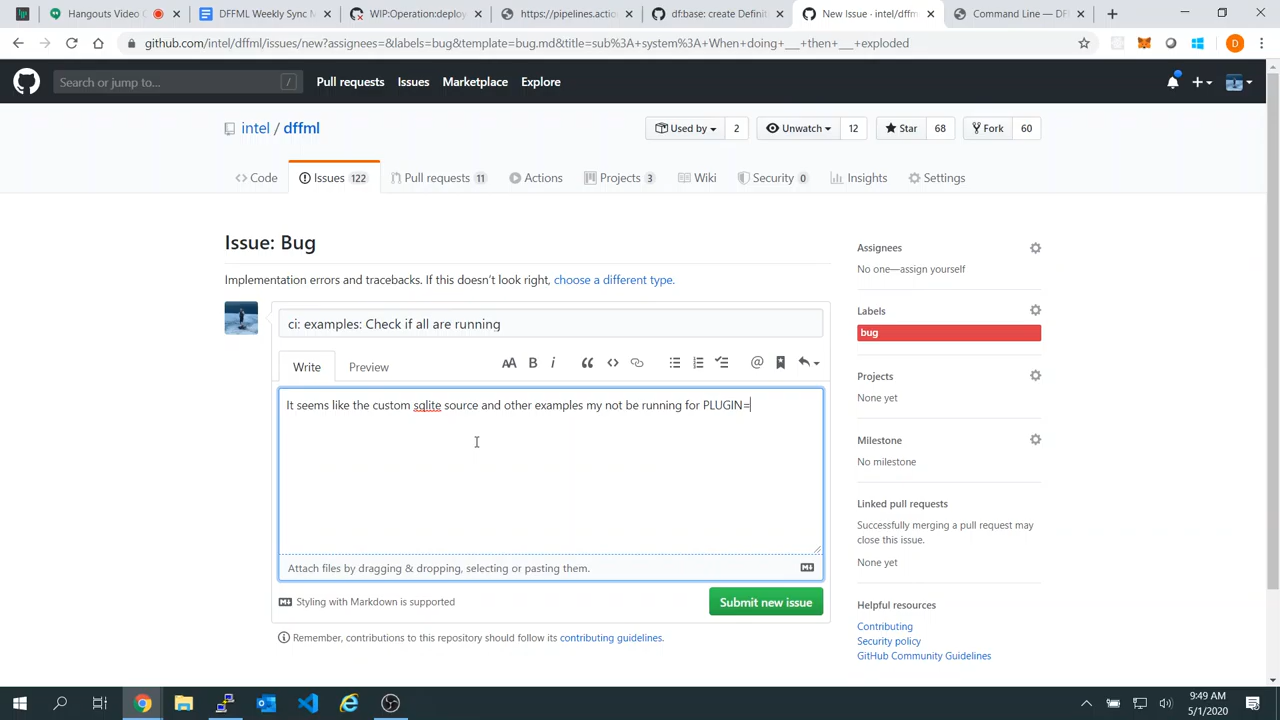 Hangouts Video C
DFFML Weekly Sync M
WIP:Operation:deploy
https://pipelines.actio
df:base: create Definit
New Issue · intel/dffm
Command Line — DF
github.com/intel/dffml/issues/new?assignees=&labels=bug&template=bug.md&title=sub%3A+system%3A+When+doing+___+then+___+exploded
D
Search or jump to...
/
Pull requests
Issues
Marketplace
Explore
intel / dffml
Used by 2
Unwatch 12
Star 68
Fork 60
Code
Issues 122
Pull requests 11
Actions
Projects 3
Wiki
Security 0
Insights
Settings
Issue: Bug
Implementation errors and tracebacks. If this doesn't look right, choose a different type.
ci: examples: Check if all are running
Write
Preview
AA B i
It seems like the custom sqlite source and other examples my not be running for PLUGIN=
Attach files by dragging & dropping, selecting or pasting them.
Styling with Markdown is supported
Submit new issue
Remember, contributions to this repository should follow its contributing guidelines.
Assignees
No one—assign yourself
Labels
bug
Projects
None yet
Milestone
No milestone
Linked pull requests
Successfully merging a pull request may
close this issue.
None yet
Helpful resources
Contributing
Security policy
GitHub Community Guidelines
9:49 AM
5/1/2020